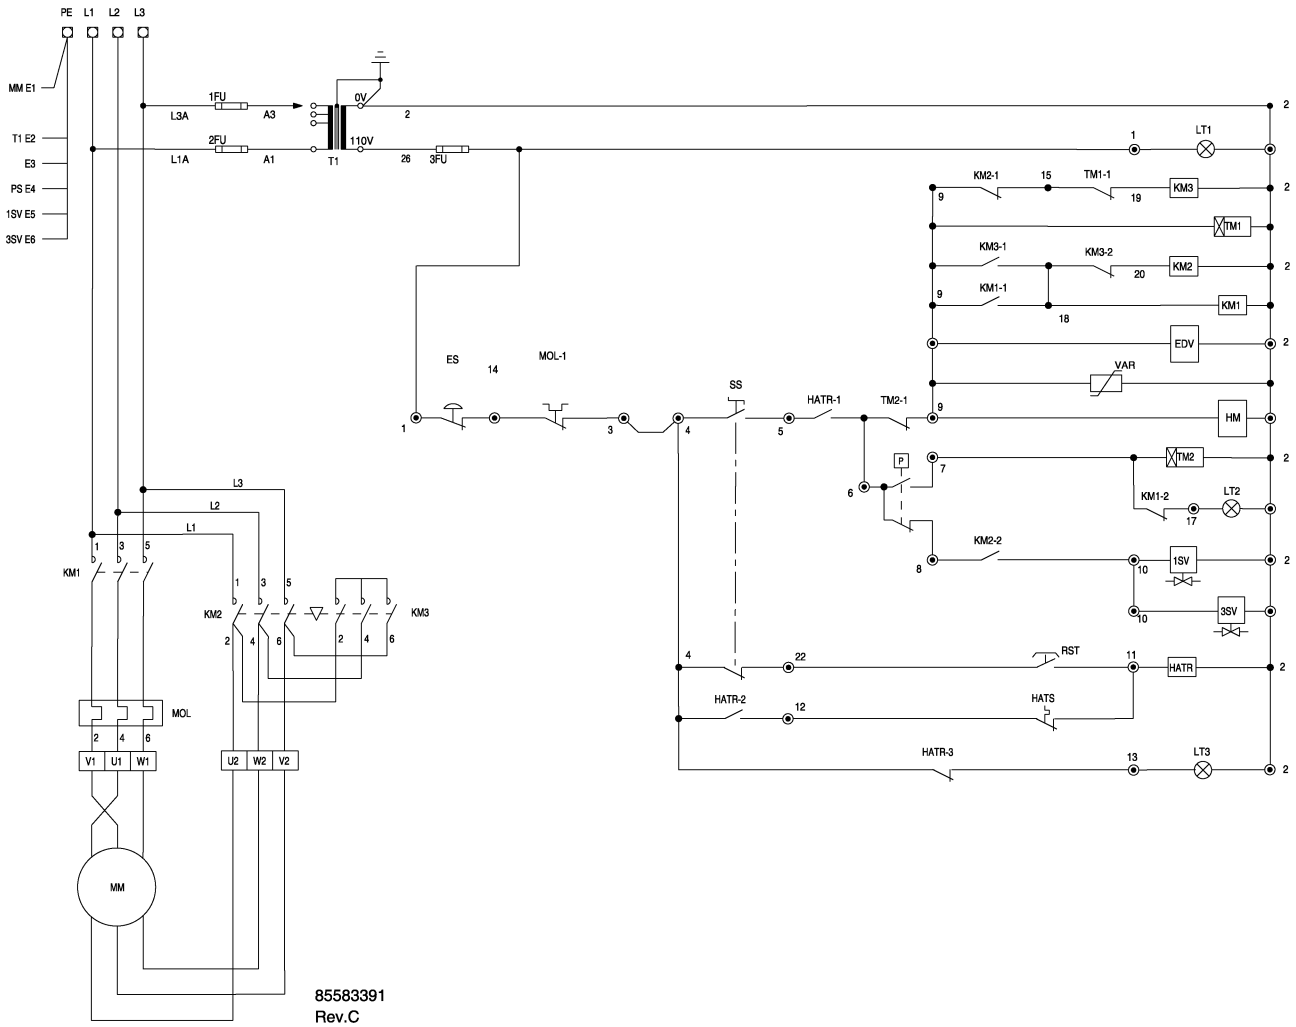 PE L1 L2 L3
MM E1
1FU
L3A A3
0V
2
2
T1 E2
2FU
L1A A1
T1
110V
26 3FU
1 LT1
E3
PS E4
1SV E5
3SV E6
9 KM2-1 15 TM1-1 19 KM3 2
TM1
KM3-1 KM3-2 20 KM2 2
9 KM1-1 18 KM1
EDV 2
VAR
ES 14 MOL-1
SS
1 3 4 5 HATR-1 TM2-1 9 HM
P 7 TM2 2
6
KM1-2 17 LT2
8 KM2-2 10 1SV 2
10 3SV
L3
L2
L1
1 3 5
KM1
1 3 5
KM2 KM3
2 4 6 2 4 6
4 22 RST 11 HATR 2
HATR-2 12 HATS
MOL
2 4 6
HATR-3 13 LT3 2
V1 U1 W1 U2 W2 V2
MM
85583391
Rev.C